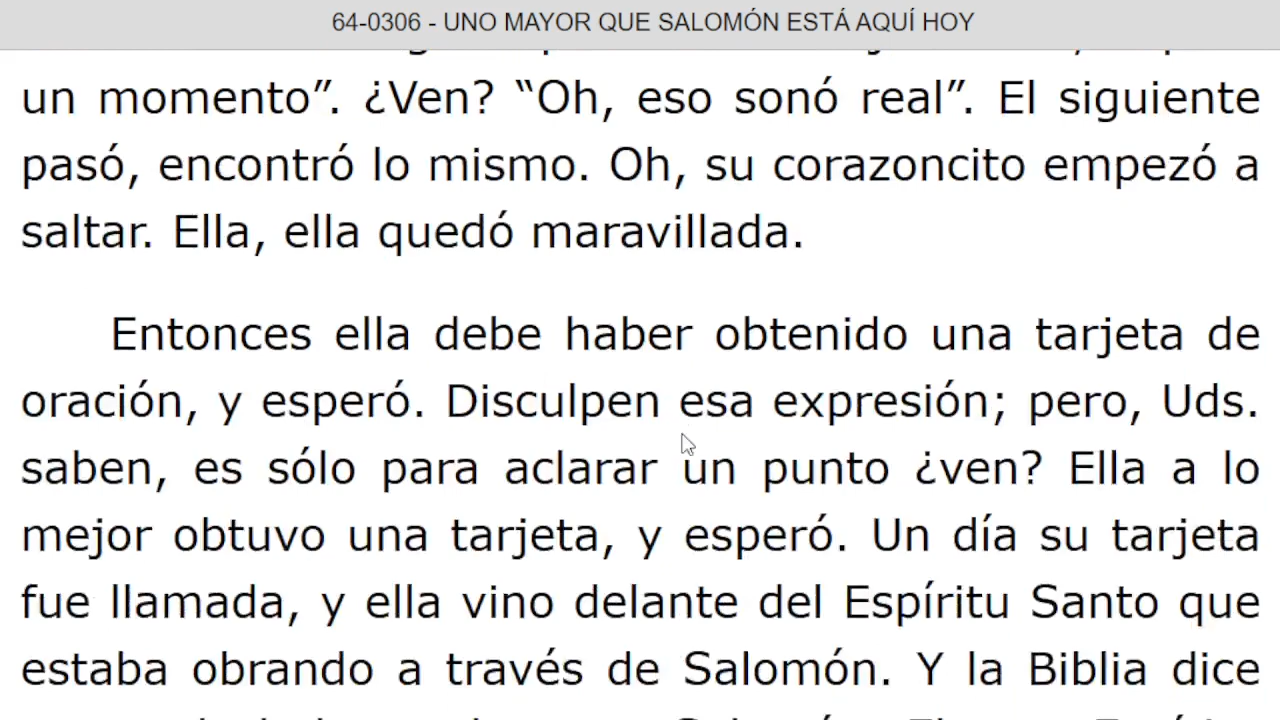 64-0306 - UNO MAYOR QUE SALOMÓN ESTÁ AQUÍ HOY
un momento”. ¿Ven? “Oh, eso sonó real”. El siguiente
pasó, encontró lo mismo. Oh, su corazoncito empezó a
saltar. Ella, ella quedó maravillada.
Entonces ella debe haber obtenido una tarjeta de
oración, y esperó. Disculpen esa expresión; pero, Uds.
saben, es sólo para aclarar un punto ¿ven? Ella a lo
mejor obtuvo una tarjeta, y esperó. Un día su tarjeta
fue llamada, y ella vino delante del Espíritu Santo que
estaba obrando a través de Salomón. Y la Biblia dice